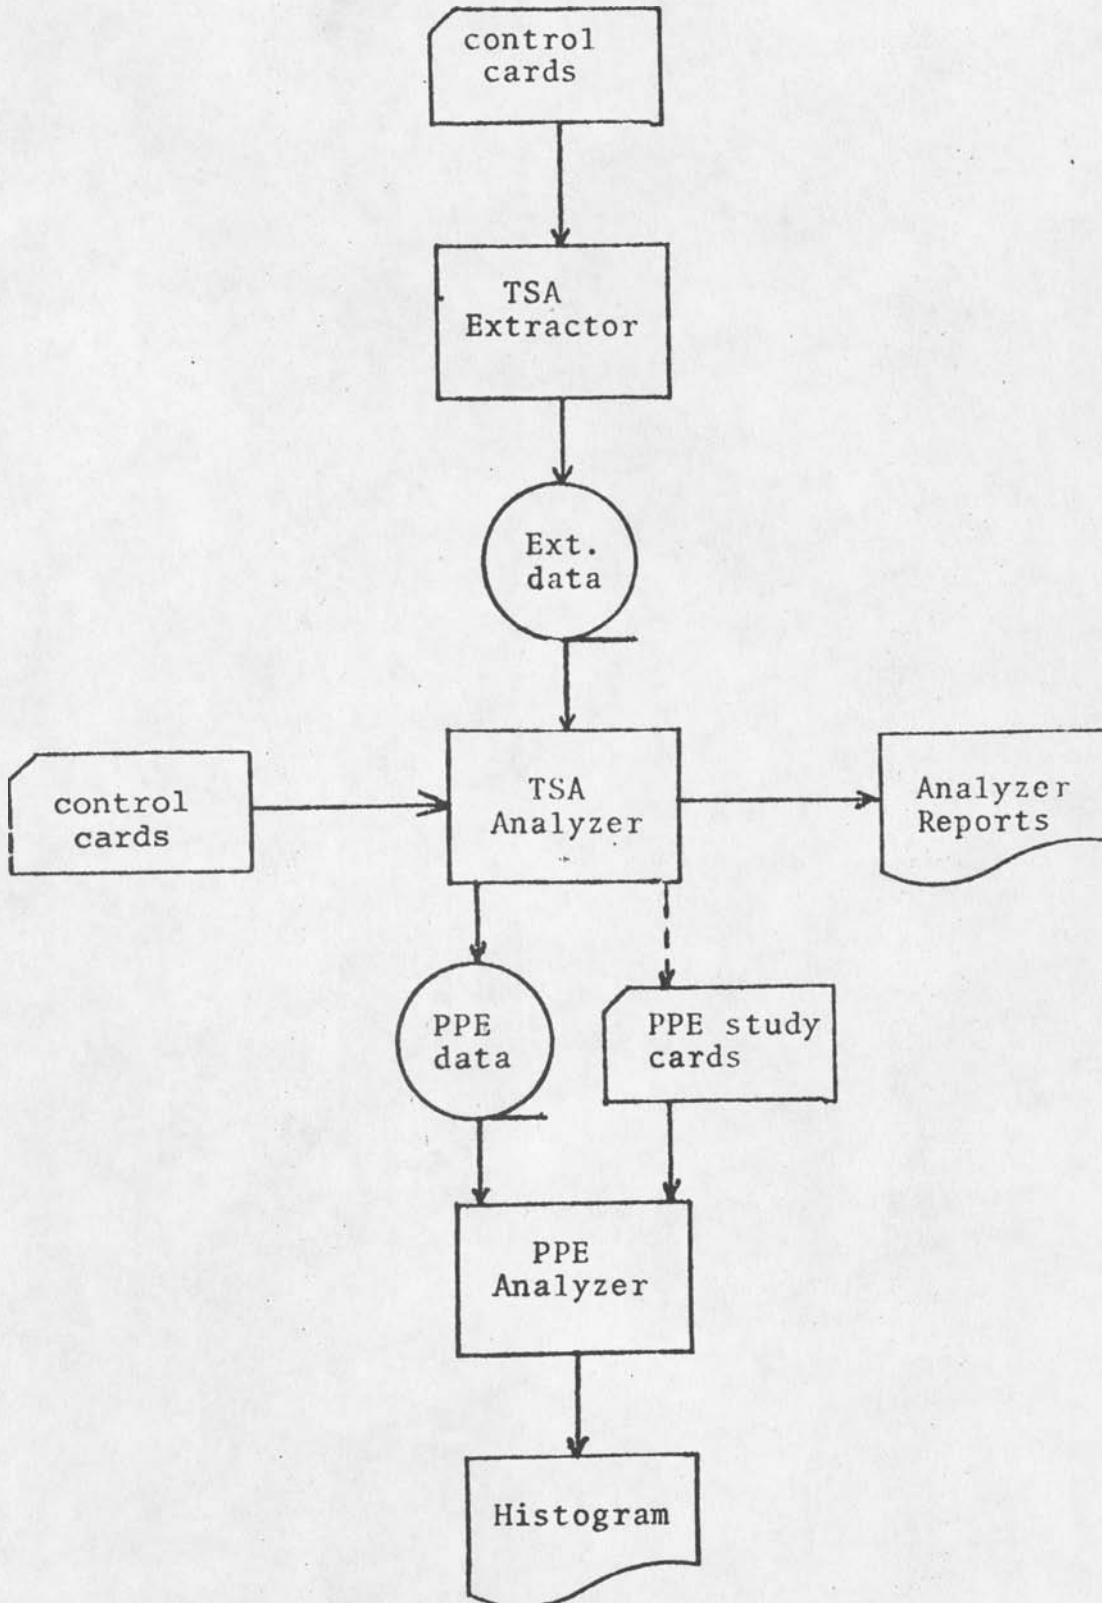 control
cards
TSA
Extractor
Ext.
data
control
cards
TSA
Analyzer
Analyzer
Reports
PPE
data
PPE study
cards
PPE
Analyzer
Histogram